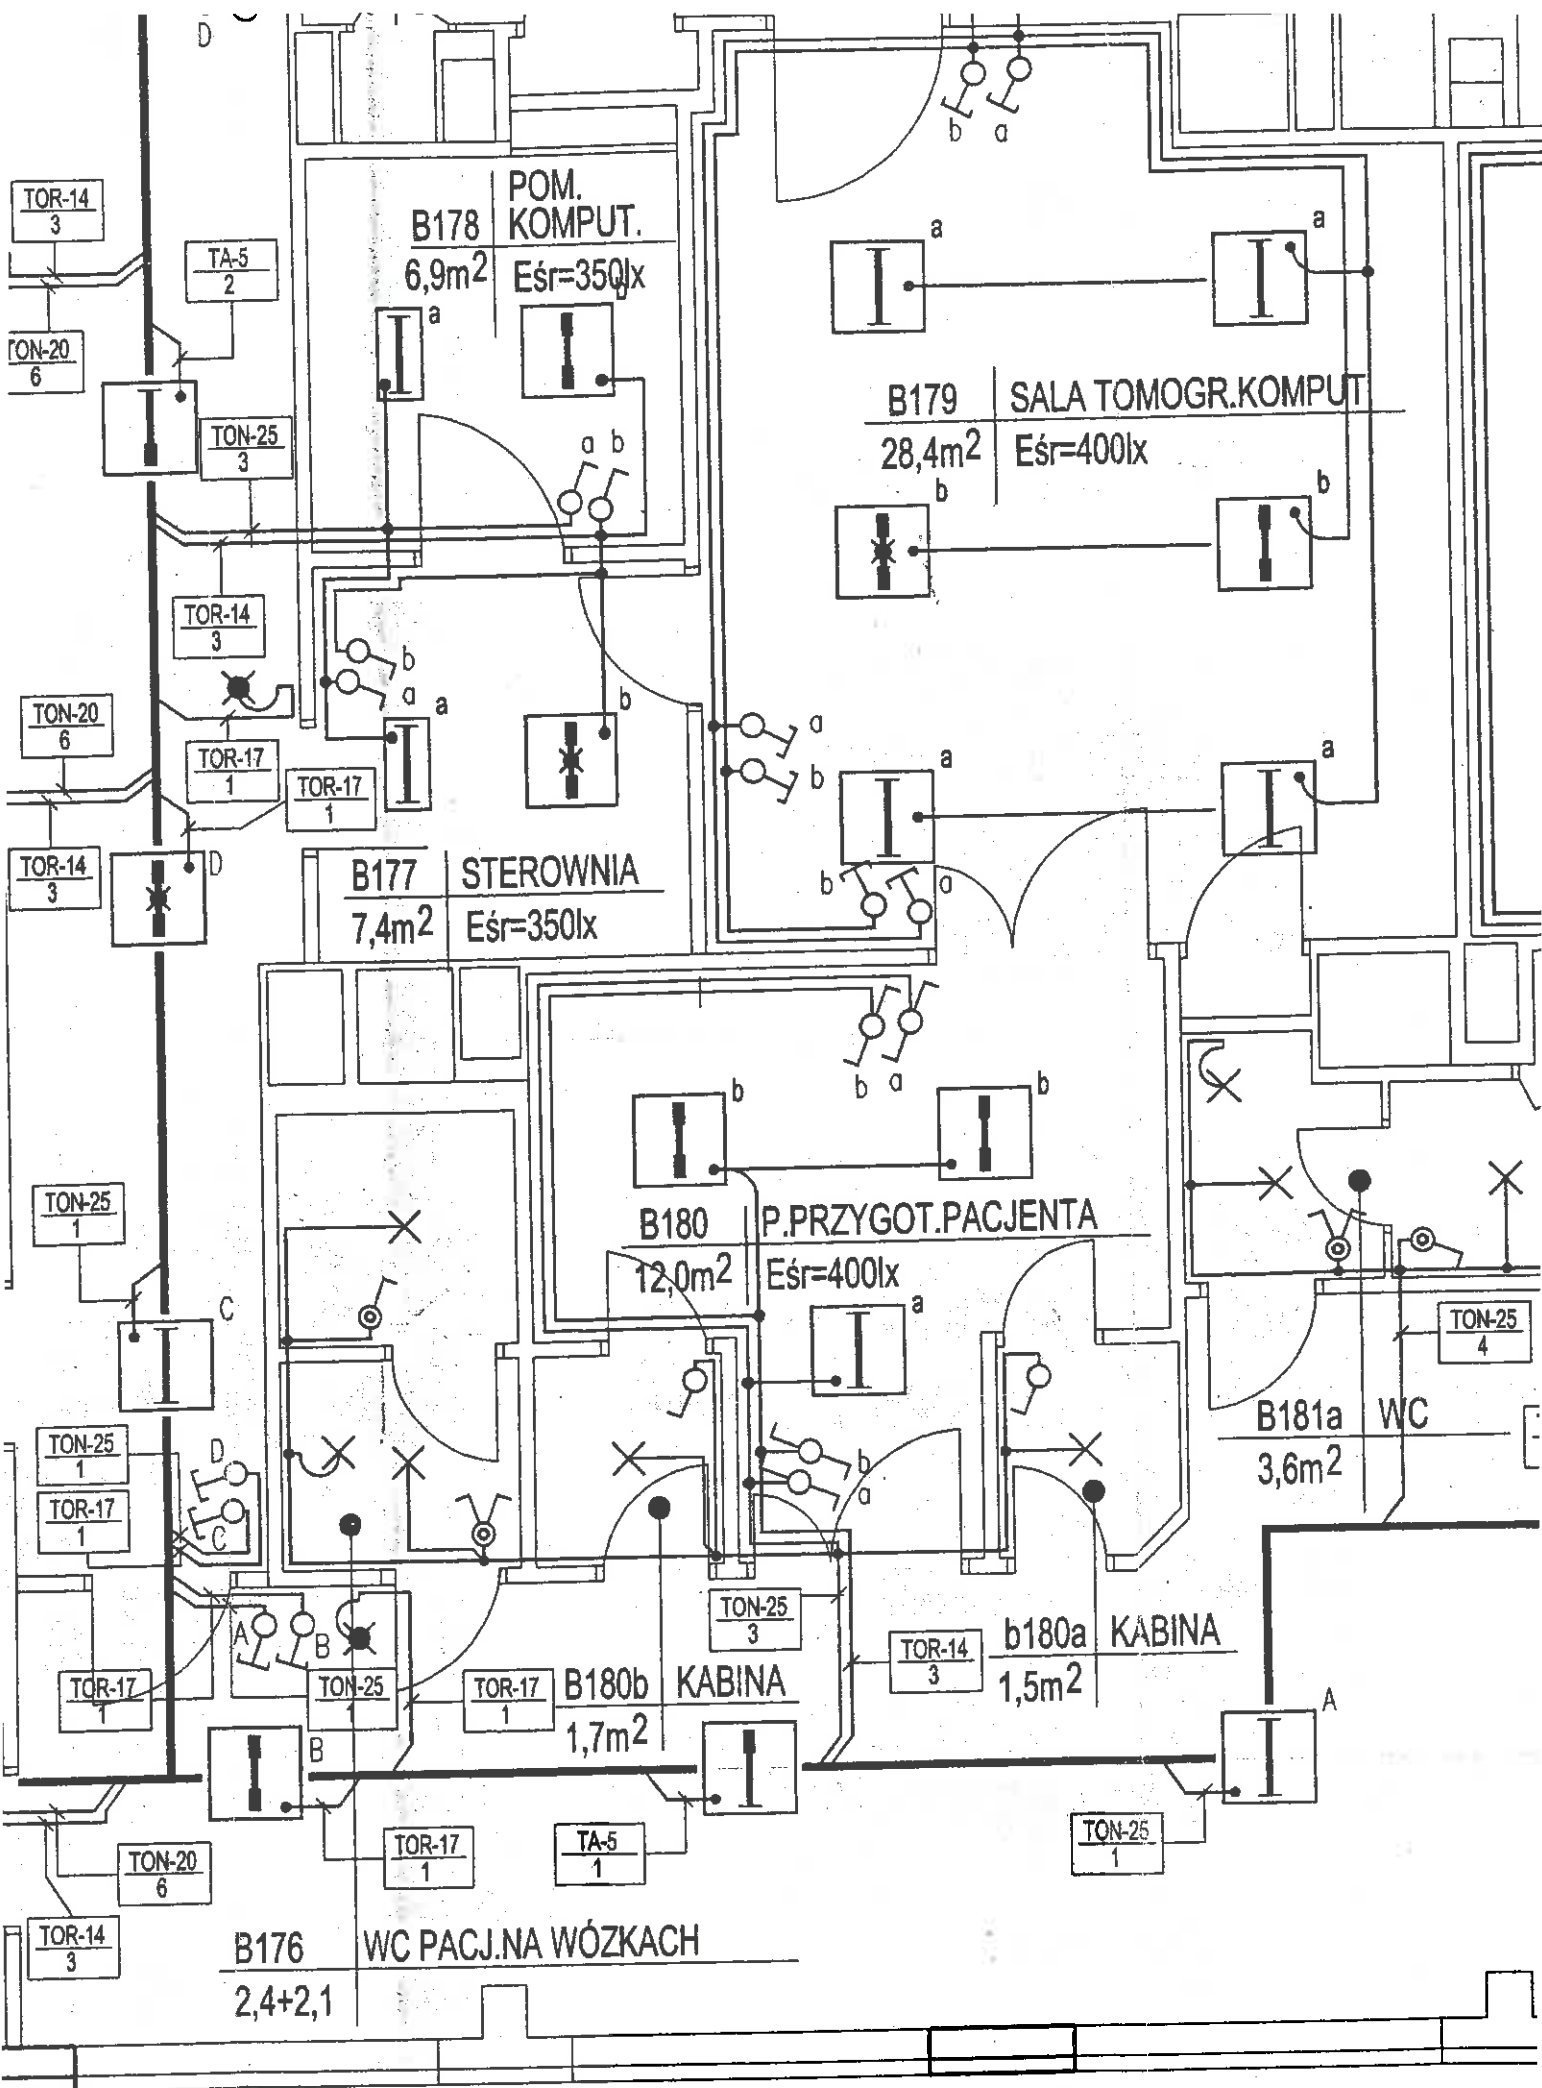 D
b
a
TOR-14
3
POM.
B178
KOMPUT.
6,9m2
Eśr=350lx
b
TA-5
2
a
a
TON-20
6
a
B179
SALA TOMOGR.KOMPUT
28,4m2
Eśr=400lx
TON-25
3
a
b
b
b
TOR-14
3
b
a
b
TON-20
6
a
TOR-17
1
TOR-17
1
a
b
a
a
TOR-14
3
D
B177
STEROWNIA
7,4m2
Eśr=350lx
b
a
b
a
b
b
TON-25
1
B180
P.PRZYGOT.PACJENTA
12,0m2
Eśr=400lx
C
a
TON-25
4
B181a
WC
3,6m2
TON-25
1
D
b
a
TOR-17
1
C
A
B
TON-25
3
TOR-14
3
b180a
KABINA
1,5m2
TOR-17
1
TON-25
1
TOR-17
1
B180b
KABINA
1,7m2
B
A
TON-20
6
TOR-17
1
TA-5
1
TON-25
1
TOR-14
3
B176
WC PACJ.NA WÓZKACH
2,4+2,1